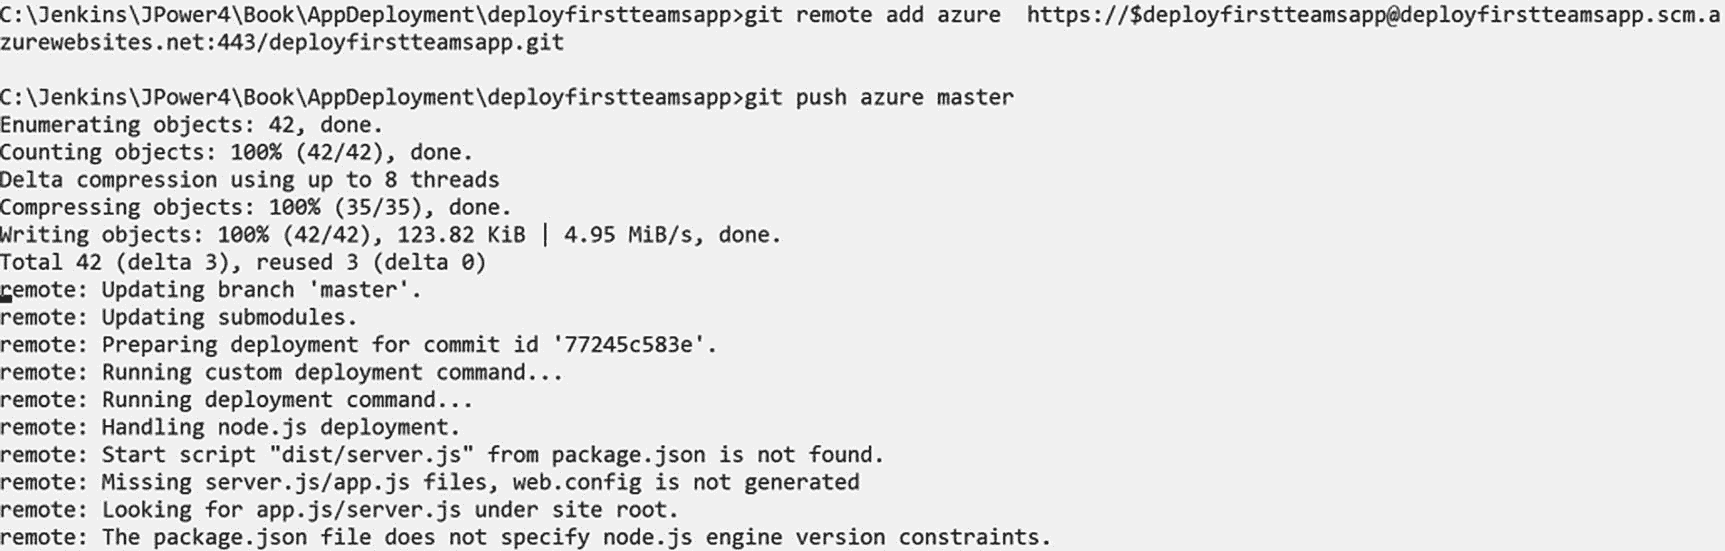 C:\Jenkins\JPower4\Book\AppDeployment\deployfirstteamsapp>git remote add azure  https://$deployfirstteamsapp@deployfirstteamsapp.scm.a
zurewebsites.net:443/deployfirstteamsapp.git
C:\Jenkins\JPower4\Book\AppDeployment\deployfirstteamsapp>git push azure master
Enumerating objects: 42, done.
Counting objects: 100% (42/42), done.
Delta compression using up to 8 threads
Compressing objects: 100% (35/35), done.
Writing objects: 100% (42/42), 123.82 KiB | 4.95 MiB/s, done.
Total 42 (delta 3), reused 3 (delta 0)
remote: Updating branch 'master'.
remote: Updating submodules.
remote: Preparing deployment for commit id '77245c583e'.
remote: Running custom deployment command...
remote: Running deployment command...
remote: Handling node.js deployment.
remote: Start script "dist/server.js" from package.json is not found.
remote: Missing server.js/app.js files, web.config is not generated
remote: Looking for app.js/server.js under site root.
remote: The package.json file does not specify node.js engine version constraints.